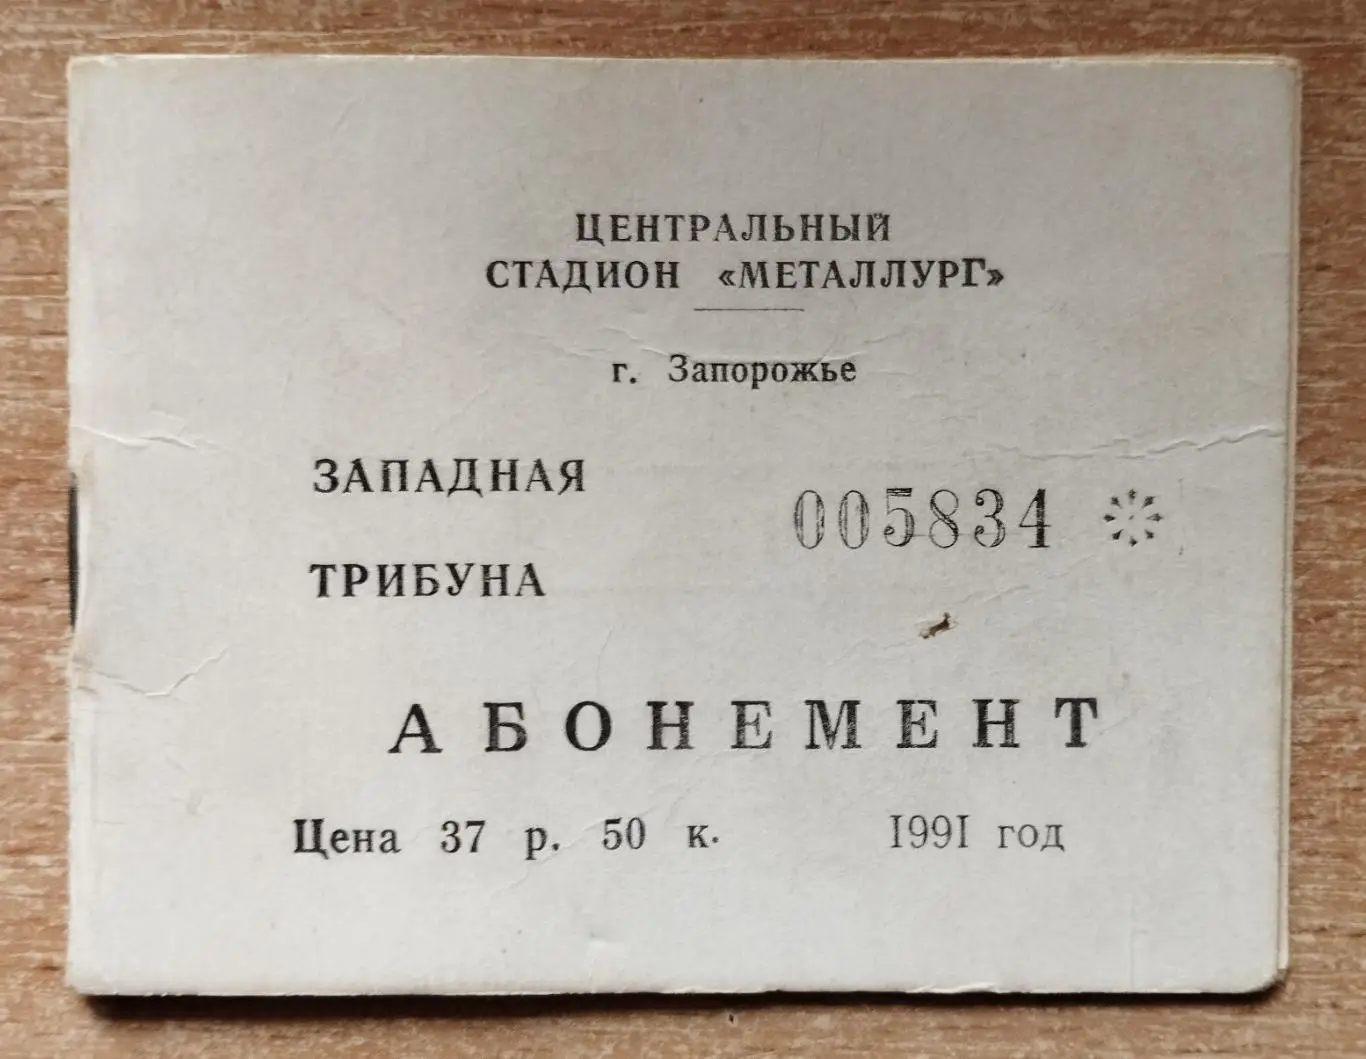 ЦЕНТРАЛЬНЫЙ
СТАДИОН «МЕТАЛЛУРГ»
г. Запорожье
ЗАПАДНАЯ
ТРИБУНА
005834
АБОНЕМЕНТ
Цена 37 р. 50 к. 1991 год